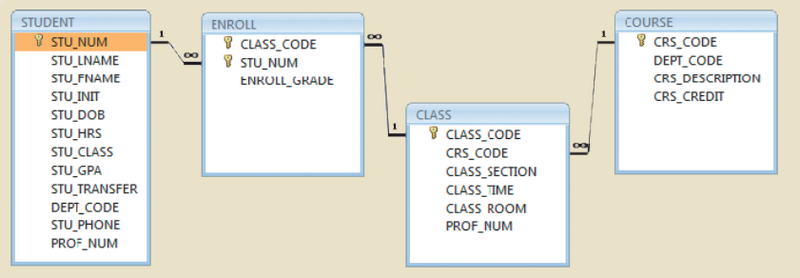 STUDENT
STU_NUM
STU_LNAME
STU_FNAME
STU_INIT
STU_DOB
STU_HRS
STU_CLASS
STU_GPA
STU_TRANSFER
DEPT_CODE
STU_PHONE
PROF_NUM
1
∞
ENROLL
CLASS_CODE
STU_NUM
ENROLL_GRADE
∞
1
CLASS
CLASS_CODE
CRS_CODE
CLASS_SECTION
CLASS_TIME
CLASS_ROOM
PROF_NUM
∞
1
COURSE
CRS_CODE
DEPT_CODE
CRS_DESCRIPTION
CRS_CREDIT